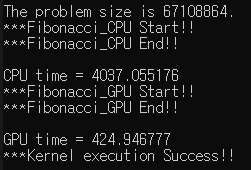 The problem size is 67108864.
***Fibonacci_CPU Start!!
***Fibonacci_CPU End!!
CPU time = 4037.055176
***Fibonacci_GPU Start!!
***Fibonacci_GPU End!!
GPU time = 424.946777
***Kernel execution Success!!